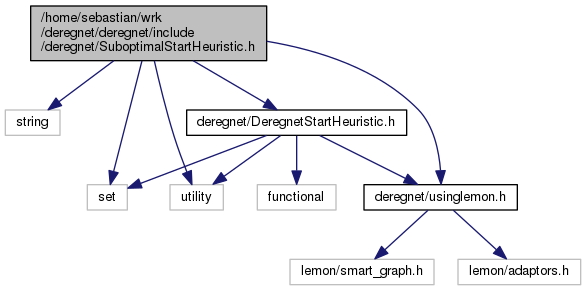 /home/sebastian/wrk
/deregnet/deregnet/include
/deregnet/SuboptimalStartHeuristic.h
string
deregnet/DeregnetStartHeuristic.h
set
utility
functional
deregnet/usinglemon.h
lemon/smart_graph.h
lemon/adaptors.h